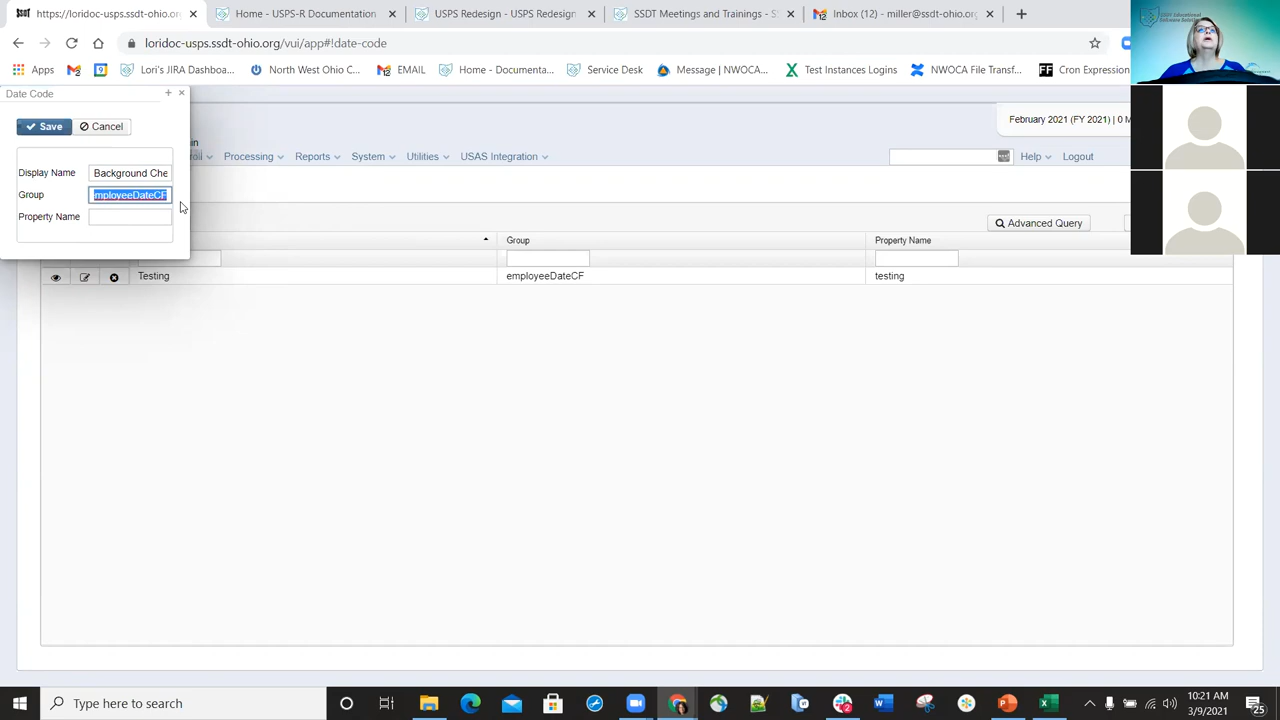 https://loridoc-usps.ssdt-ohio.org
Home - USPS-R Documentation
USPS Redesign - USPS Redesign
SSDT Meetings and Trainings - S
Inbox (12) - miller@sst-ohio.or
loridoc-usps.ssdt-ohio.org/vui/app#!date-code
Apps
Lori's JIRA Dashboa...
North West Ohio C...
EMAIL
Home - Documenta...
Service Desk
Message | NWOCA...
Test Instances Logins
NWOCA File Transf...
Cron Expression
Date Code
Save
Cancel
February 2021 (FY 2021) | 0 M
Processing
Reports
System
Utilities
USAS Integration
Help
Logout
Display Name
Background Che
Group
mployeeDateCF
Property Name
Advanced Query
Group
Property Name
Testing
employeeDateCF
testing
Type here to search
10:21 AM
3/9/2021
25